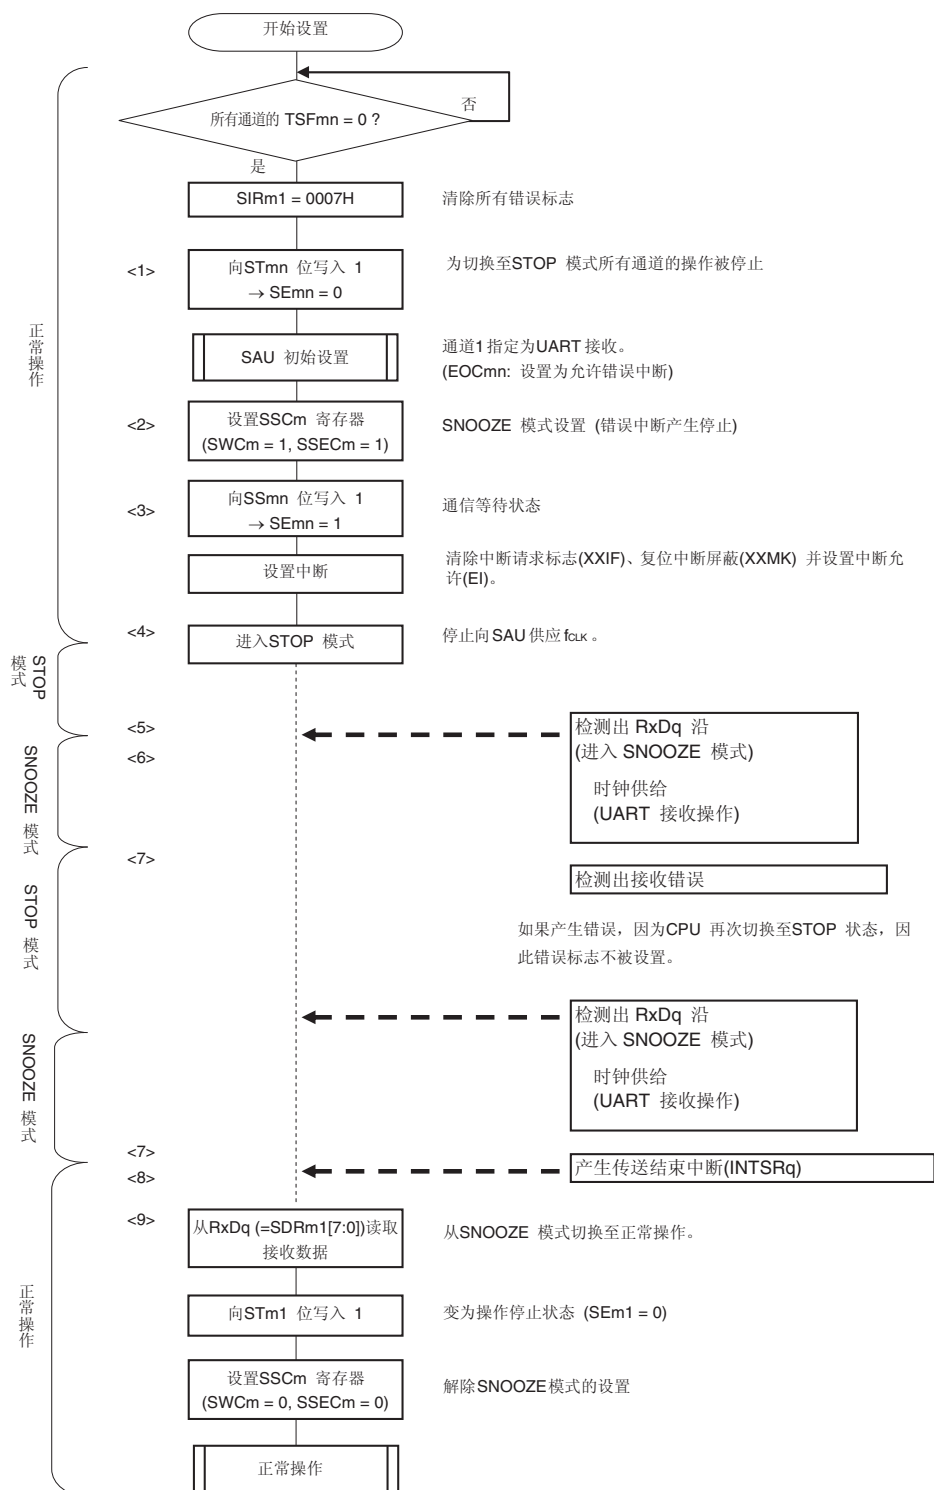 开始设置
所有通道的 TSFmn = 0 ?
否
是
SIRm1 = 0007H
清除所有错误标志
<1>
向STmn 位写入 1
→ SEmn = 0
为切换至STOP 模式所有通道的操作被停止
正常操作
SAU 初始设置
通道1指定为UART 接收。
(EOCmn: 设置为允许错误中断)
<2>
设置SSCm 寄存器
(SWCm = 1, SSECm = 1)
SNOOZE 模式设置 (错误中断产生停止)
<3>
向SSmn 位写入 1
→ SEmn = 1
通信等待状态
设置中断
清除中断请求标志(XXIF)、复位中断屏蔽(XXMK) 并设置中断允
许(EI)。
<4>
进入STOP 模式
停止向SAU供应 fCLK 。
STOP
模式
<5>
检测出 RxDq 沿
(进入 SNOOZE 模式)
时钟供给
(UART 接收操作)
<6>
SNOOZE 模式
<7>
检测出接收错误
STOP 模式
如果产生错误，因为CPU 再次切换至STOP 状态，因
此错误标志不被设置。
检测出 RxDq 沿
(进入 SNOOZE 模式)
时钟供给
(UART 接收操作)
SNOOZE 模式
<7>
<8>
产生传送结束中断(INTSRq)
<9>
从RxDq (=SDRm1[7:0])读取
接收数据
从SNOOZE 模式切换至正常操作。
正常操作
向STm1 位写入 1
变为操作停止状态 (SEm1 = 0)
设置SSCm 寄存器
(SWCm = 0, SSECm = 0)
解除SNOOZE模式的设置
正常操作